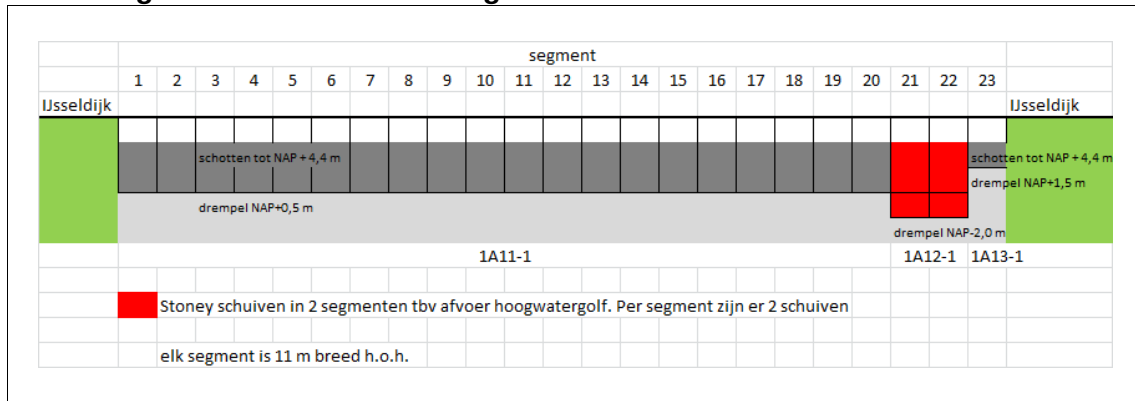 segment
1 2 3 4 5 6 7 8 9 10 11 12 13 14 15 16 17 18 19 20 21 22 23
IJsseldijk IJsseldijk
schotten tot NAP + 4,4 m schotten tot NAP + 4,4 m
drempel NAP+1,5 m
drempel NAP+0,5 m
drempel NAP-2,0 m
1A11-1 1A12-1 1A13-1
Stoney schuiven in 2 segmenten tbv afvoer hoogwatergolf. Per segment zijn er 2 schuiven
elk segment is 11 m breed h.o.h.